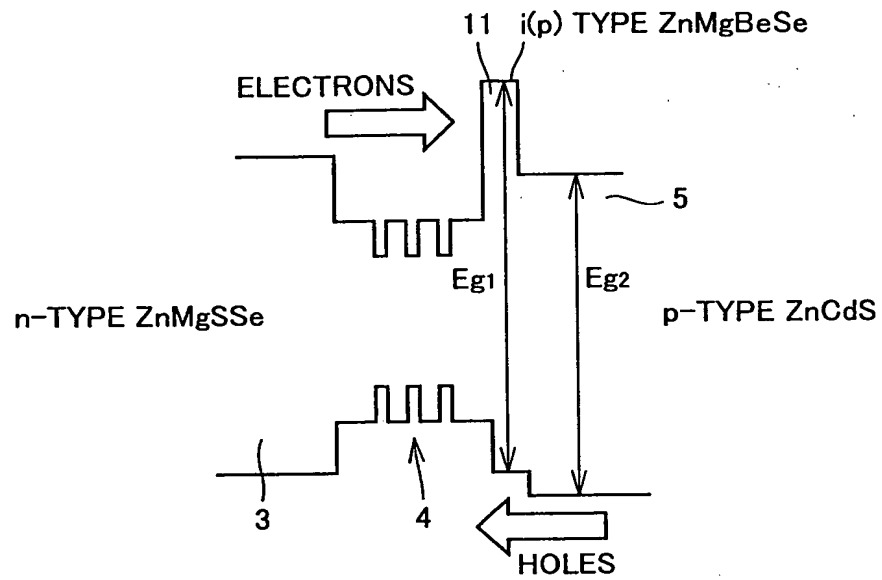 11 i(p) TYPE ZnMgBeSe
ELECTRONS
5
Eg1 Eg2
n-TYPE ZnMgSSe p-TYPE ZnCdS
3 4
HOLES